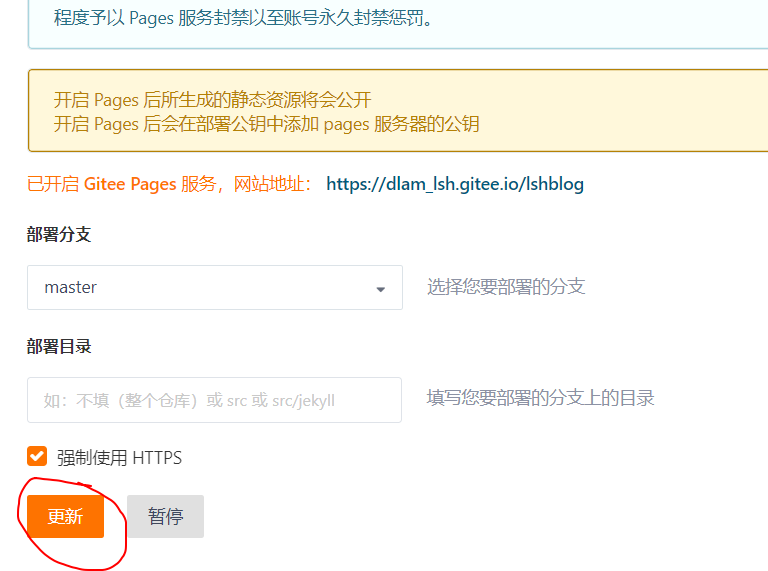 程度予以 Pages 服务封禁以至账号永久封禁惩罚。
开启 Pages 后所生成的静态资源将会公开
开启 Pages 后会在部署公钥中添加 pages 服务器的公钥
已开启 Gitee Pages 服务，网站地址： https://dlam_lsh.gitee.io/lshblog
部署分支
master 选择您要部署的分支
部署目录
如：不填（整个仓库）或 src 或 src/jekyll 填写您要部署的分支上的目录
强制使用 HTTPS
更新 暂停